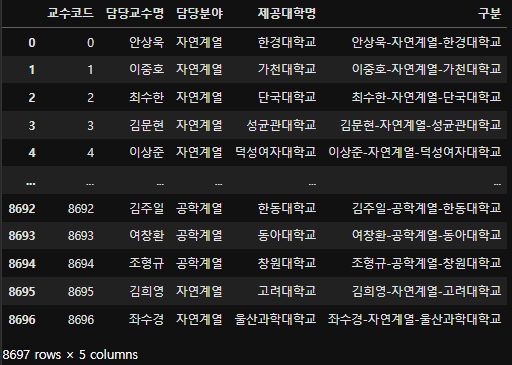 교수코드 담당교수명 담당분야 제공대학명 구분
0 0 안상욱 자연계열 한경대학교 안상욱-자연계열-한경대학교
1 1 이중호 자연계열 가천대학교 이중호-자연계열-가천대학교
2 2 최수한 자연계열 단국대학교 최수한-자연계열-단국대학교
3 3 김문현 자연계열 성균관대학교 김문현-자연계열-성균관대학교
4 4 이상준 자연계열 덕성여자대학교 이상준-자연계열-덕성여자대학교
... ... ... ... ... ...
8692 8692 김주일 공학계열 한동대학교 김주일-공학계열-한동대학교
8693 8693 여창환 공학계열 동아대학교 여창환-공학계열-동아대학교
8694 8694 조형규 공학계열 창원대학교 조형규-공학계열-창원대학교
8695 8695 김희영 자연계열 고려대학교 김희영-자연계열-고려대학교
8696 8696 좌수경 자연계열 울산과학대학교 좌수경-자연계열-울산과학대학교
8697 rows × 5 columns